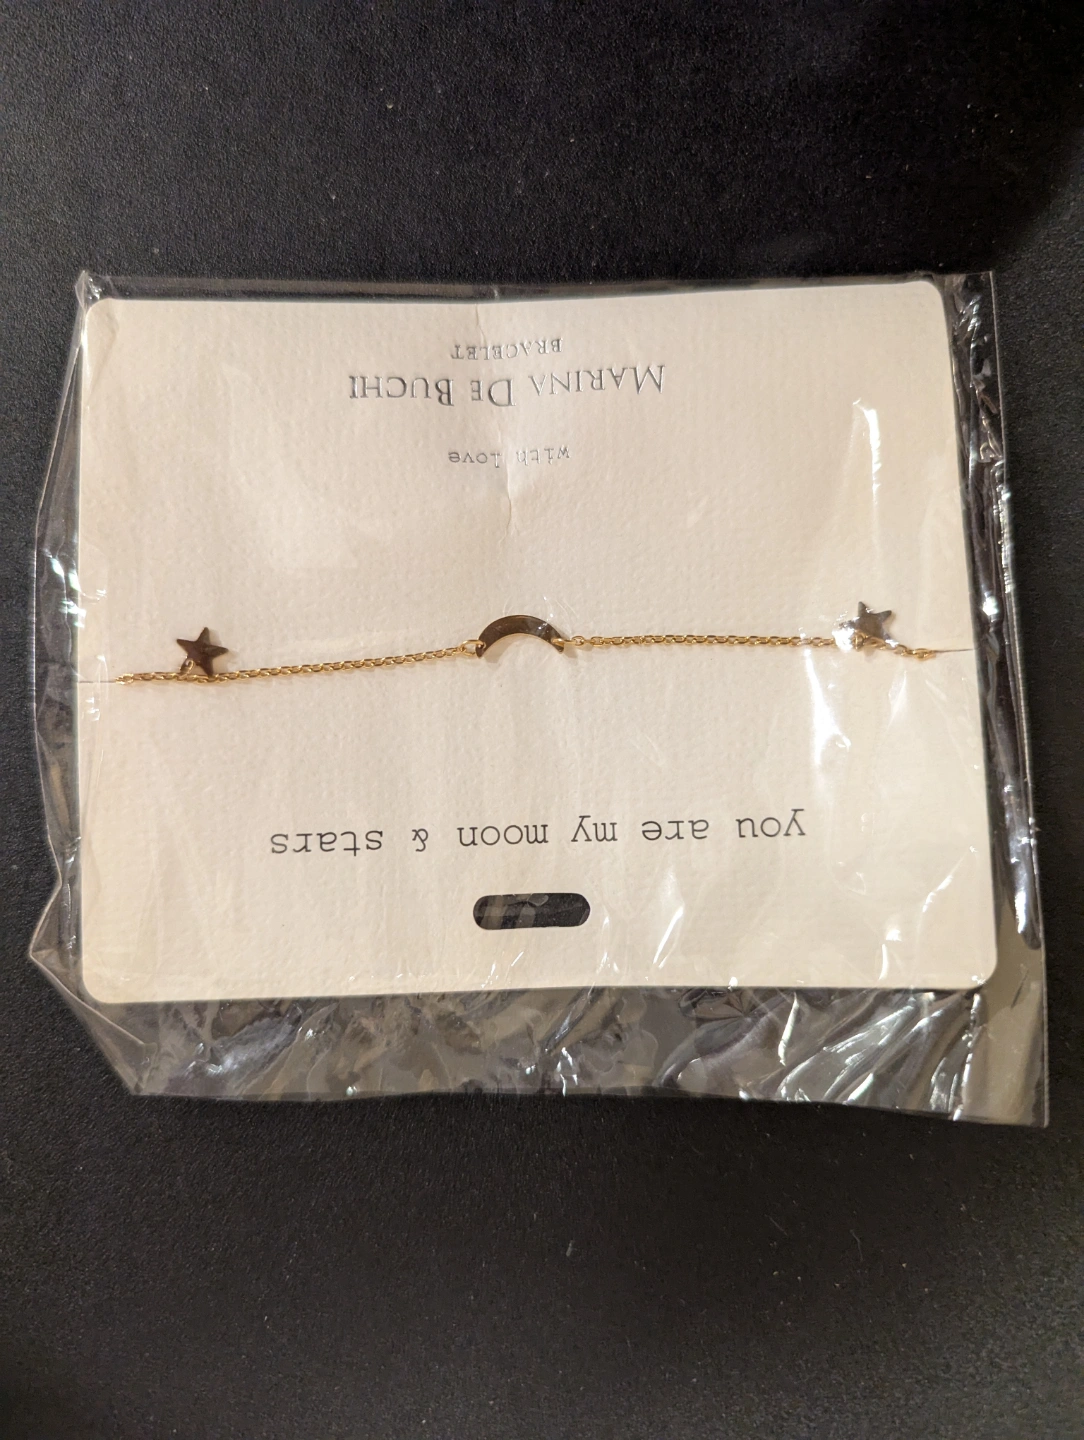 you are my moon & stars
with love
MARINA DE BUCHI
BRACELET